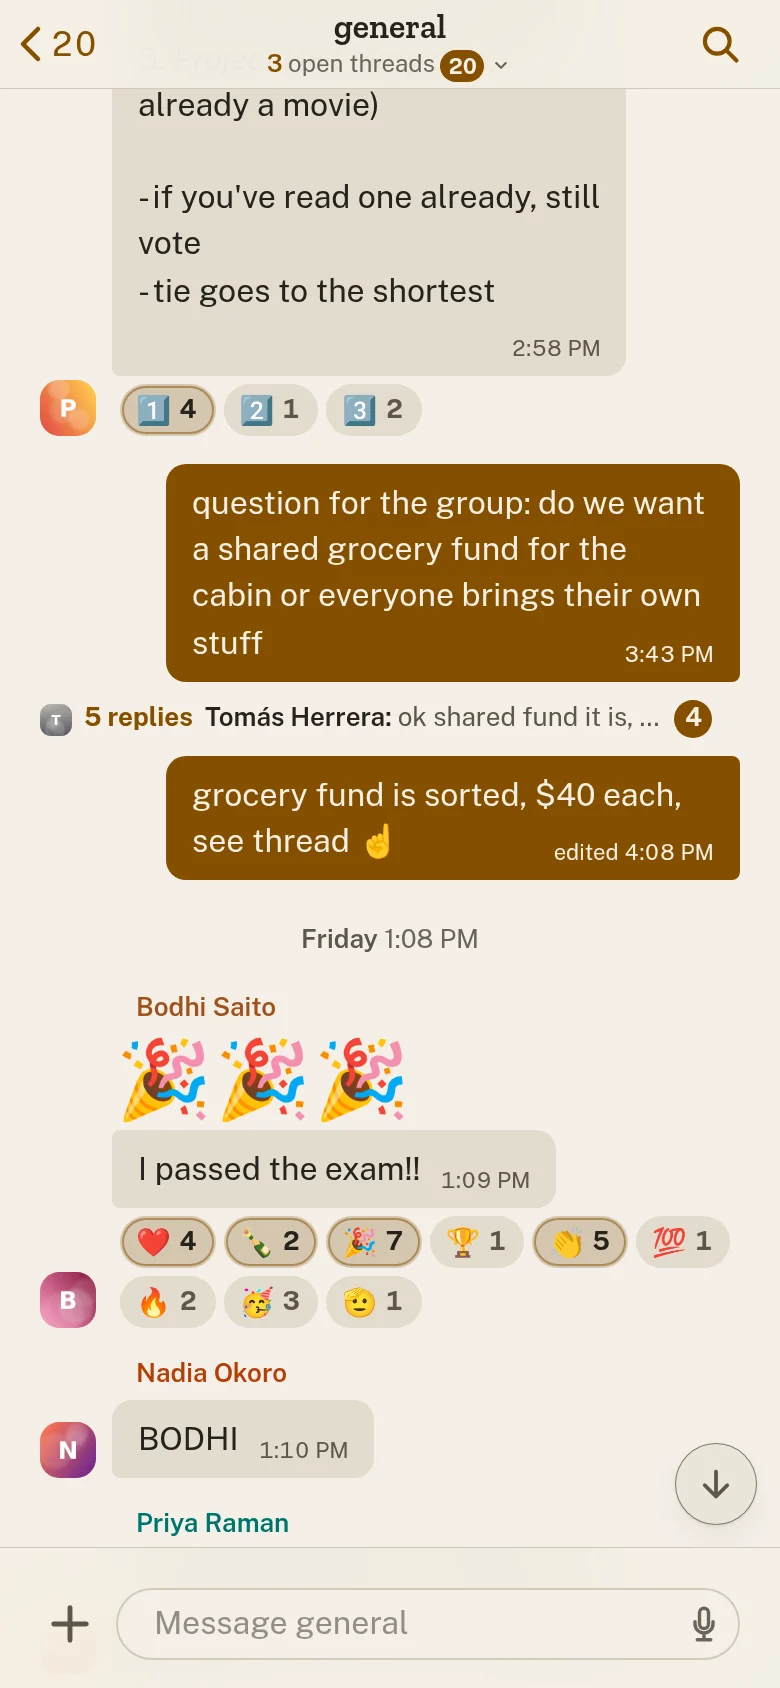 20
general
3 open threads 20
3. Projec
already a movie)
- if you've read one already, still
vote
- tie goes to the shortest
2:58 PM
P
1️⃣ 4 2️⃣ 1 3️⃣ 2
question for the group: do we want
a shared grocery fund for the
cabin or everyone brings their own
stuff
3:43 PM
T 5 replies Tomás Herrera: ok shared fund it is, ... 4
grocery fund is sorted, $40 each,
see thread ☝️ edited 4:08 PM
Friday 1:08 PM
Bodhi Saito
🎉🎉🎉
I passed the exam!! 1:09 PM
❤️ 4 🍾 2 🎉 7 🏆 1 👏 5 💯 1
B 🔥 2 🥳 3 🫡 1
Nadia Okoro
N BODHI 1:10 PM
Priya Raman
Message general